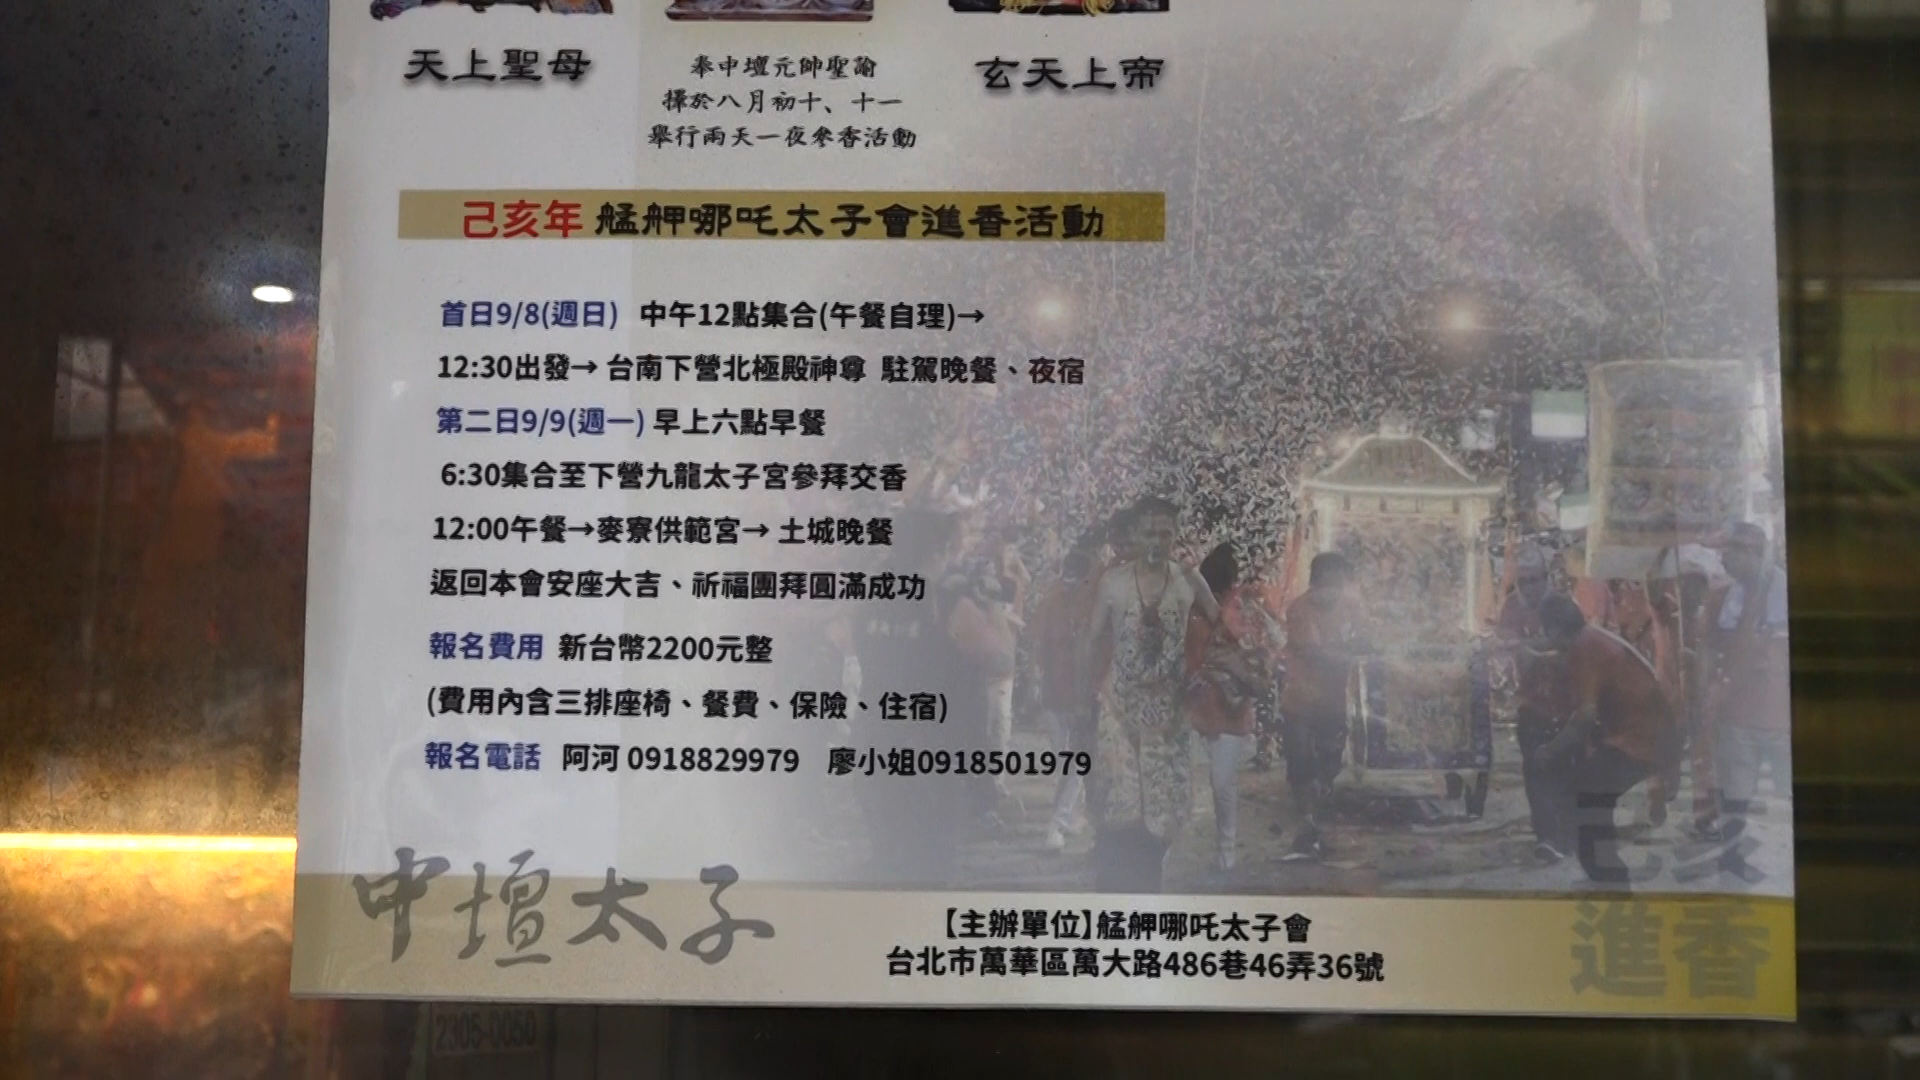 天上聖母
奉中壇元帥聖諭
擇於八月初十、十一
舉行兩天一夜參香活動
玄天上帝
己亥年 艋舺哪吒太子會進香活動
首日9/8(週日) 中午12點集合(午餐自理)→
12:30出發→ 台南下營北極殿神尊 駐駕晚餐、夜宿
第二日9/9(週一) 早上六點早餐
6:30集合至下營九龍太子宮參拜交香
12:00午餐→麥寮供範宮→ 土城晚餐
返回本會安座大吉、祈福團拜圓滿成功
報名費用 新台幣2200元整
(費用內含三排座椅、餐費、保險、住宿)
報名電話 阿河 0918829979 廖小姐0918501979
中壇太子
【主辦單位】艋舺哪吒太子會
台北市萬華區萬大路486巷46弄36號
己亥
進香
2305-0050